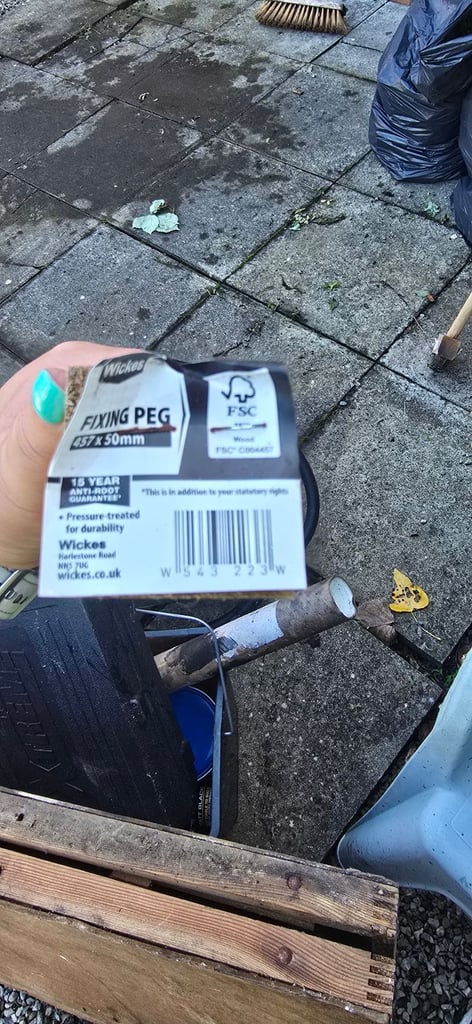 Wickes
FIXING PEG
457 x 50mm
FSC
Wood
FSC® C004457
15 YEAR
ANTI-ROOT
GUARANTEE*
*This is in addition to your statutory rights
• Pressure-treated
for durability
Wickes
Harlestone Road
NN5 7UG
wickes.co.uk
W 543 223 W